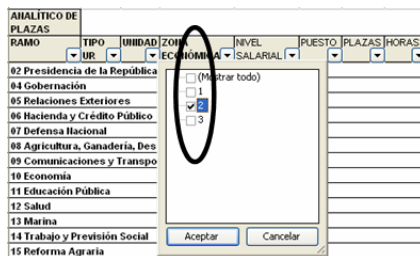 ANALÍTICO DE
PLAZAS
RAMO TIPO UNIDAD ZONA NIVEL PUESTO PLAZAS HORAS
UR ECONÓMICA SALARIAL
02 Presidencia de la República
(Mostrar todo)
04 Gobernación
1
05 Relaciones Exteriores
2
06 Hacienda y Crédito Público
3
07 Defensa Nacional
08 Agricultura, Ganadería, Des
09 Comunicaciones y Transpo
10 Economía
11 Educación Pública
12 Salud
13 Marina
14 Trabajo y Previsión Social
Aceptar Cancelar
15 Reforma Agraria